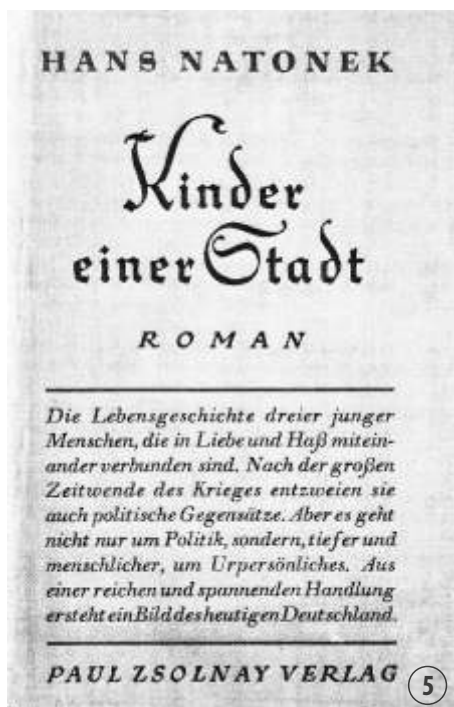 HANS NATONEK
Kinder
einer Stadt
ROMAN
Die Lebensgeschichte dreier junger
Menschen, die in Liebe und Haß mitein-
ander verbunden sind. Nach der großen
Zeitwende des Krieges entzweien sie
auch politische Gegensätze. Aber es geht
nicht nur um Politik, sondern, tiefer und
menschlicher, um Urpersönliches. Aus
einer reichen und spannenden Handlung
ersteht ein Bild des heutigen Deutschland.
PAUL ZSOLNAY VERLAG
5